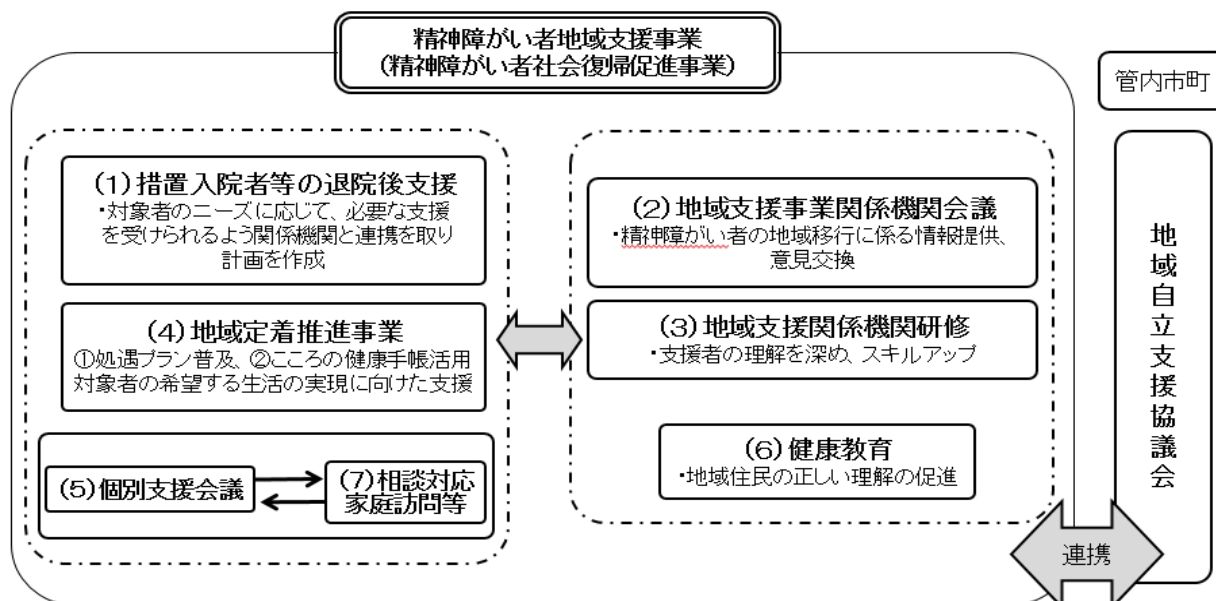 精神障がい者地域支援事業
(精神障がい者社会復帰促進事業)
管内市町
(1)措置入院者等の退院後支援
・対象者のニーズに応じて、必要な支援
を受けられるよう関係機関と連携を取り
計画を作成
(4)地域定着推進事業
①処遇プラン普及、②こころの健康手帳活用
対象者の希望する生活の実現に向けた支援
(5)個別支援会議
(7)相談対応
家庭訪問等
(2)地域支援事業関係機関会議
・精神障がい者の地域移行に係る情報提供、
意見交換
(3)地域支援関係機関研修
・支援者の理解を深め、スキルアップ
(6)健康教育
・地域住民の正しい理解の促進
地域自立支援協議会
連携